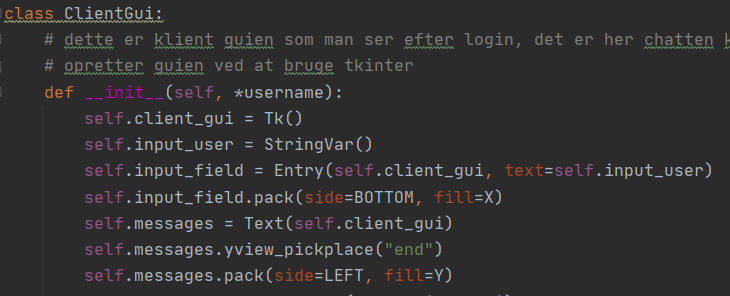 class ClientGui:
    # dette er klient guien som man ser efter login, det er her chatten
    # opretter guien ved at bruge tkinter
    def __init__(self, *username):
        self.client_gui = Tk()
        self.input_user = StringVar()
        self.input_field = Entry(self.client_gui, text=self.input_user)
        self.input_field.pack(side=BOTTOM, fill=X)
        self.messages = Text(self.client_gui)
        self.messages.yview_pickplace("end")
        self.messages.pack(side=LEFT, fill=Y)